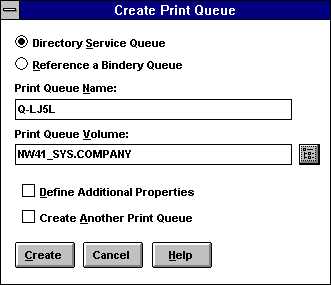 Create Print Queue
Directory Service Queue
Reference a Bindery Queue
Print Queue Name:
Q-LJ5L
Print Queue Volume:
NW41_SYS.COMPANY
Define Additional Properties
Create Another Print Queue
Create Cancel Help